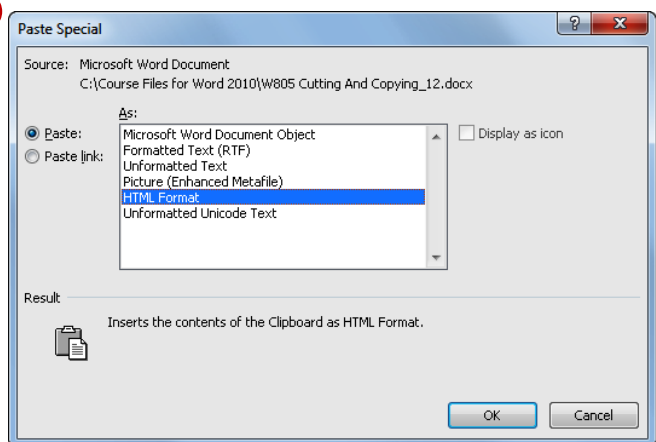 Paste Special
Source: Microsoft Word Document
C:\Course Files for Word 2010\W805 Cutting And Copying_12.docx
As:
Paste:
Paste link:
Microsoft Word Document Object
Formatted Text (RTF)
Unformatted Text
Picture (Enhanced Metafile)
HTML Format
Unformatted Unicode Text
Display as icon
Result
Inserts the contents of the Clipboard as HTML Format.
OK
Cancel